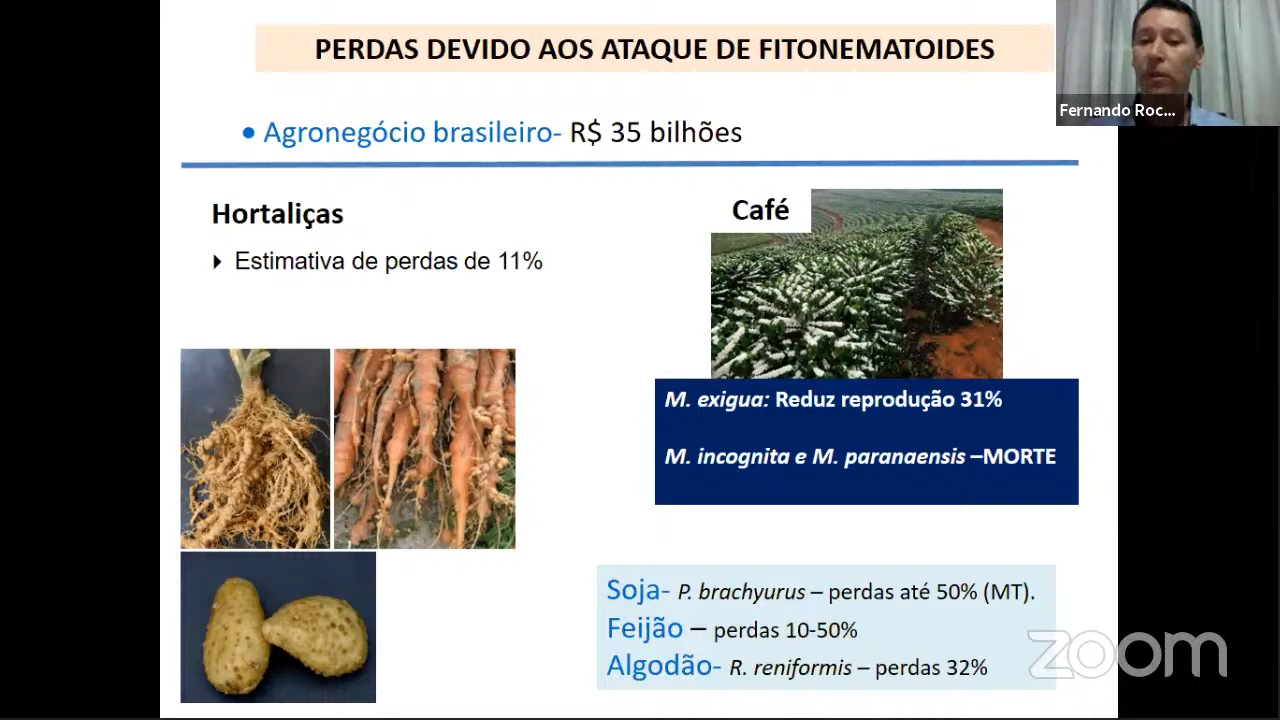 PERDAS DEVIDO AOS ATAQUE DE FITONEMATOIDES
Fernando Roc...
• Agronegócio brasileiro- R$ 35 bilhões
Hortaliças
Estimativa de perdas de 11%
Café
M. exigua: Reduz reprodução 31%
M. incognita e M. paranaensis –MORTE
Soja- P. brachyurus – perdas até 50% (MT).
Feijão – perdas 10-50%
Algodão- R. reniformis – perdas 32%
zoom